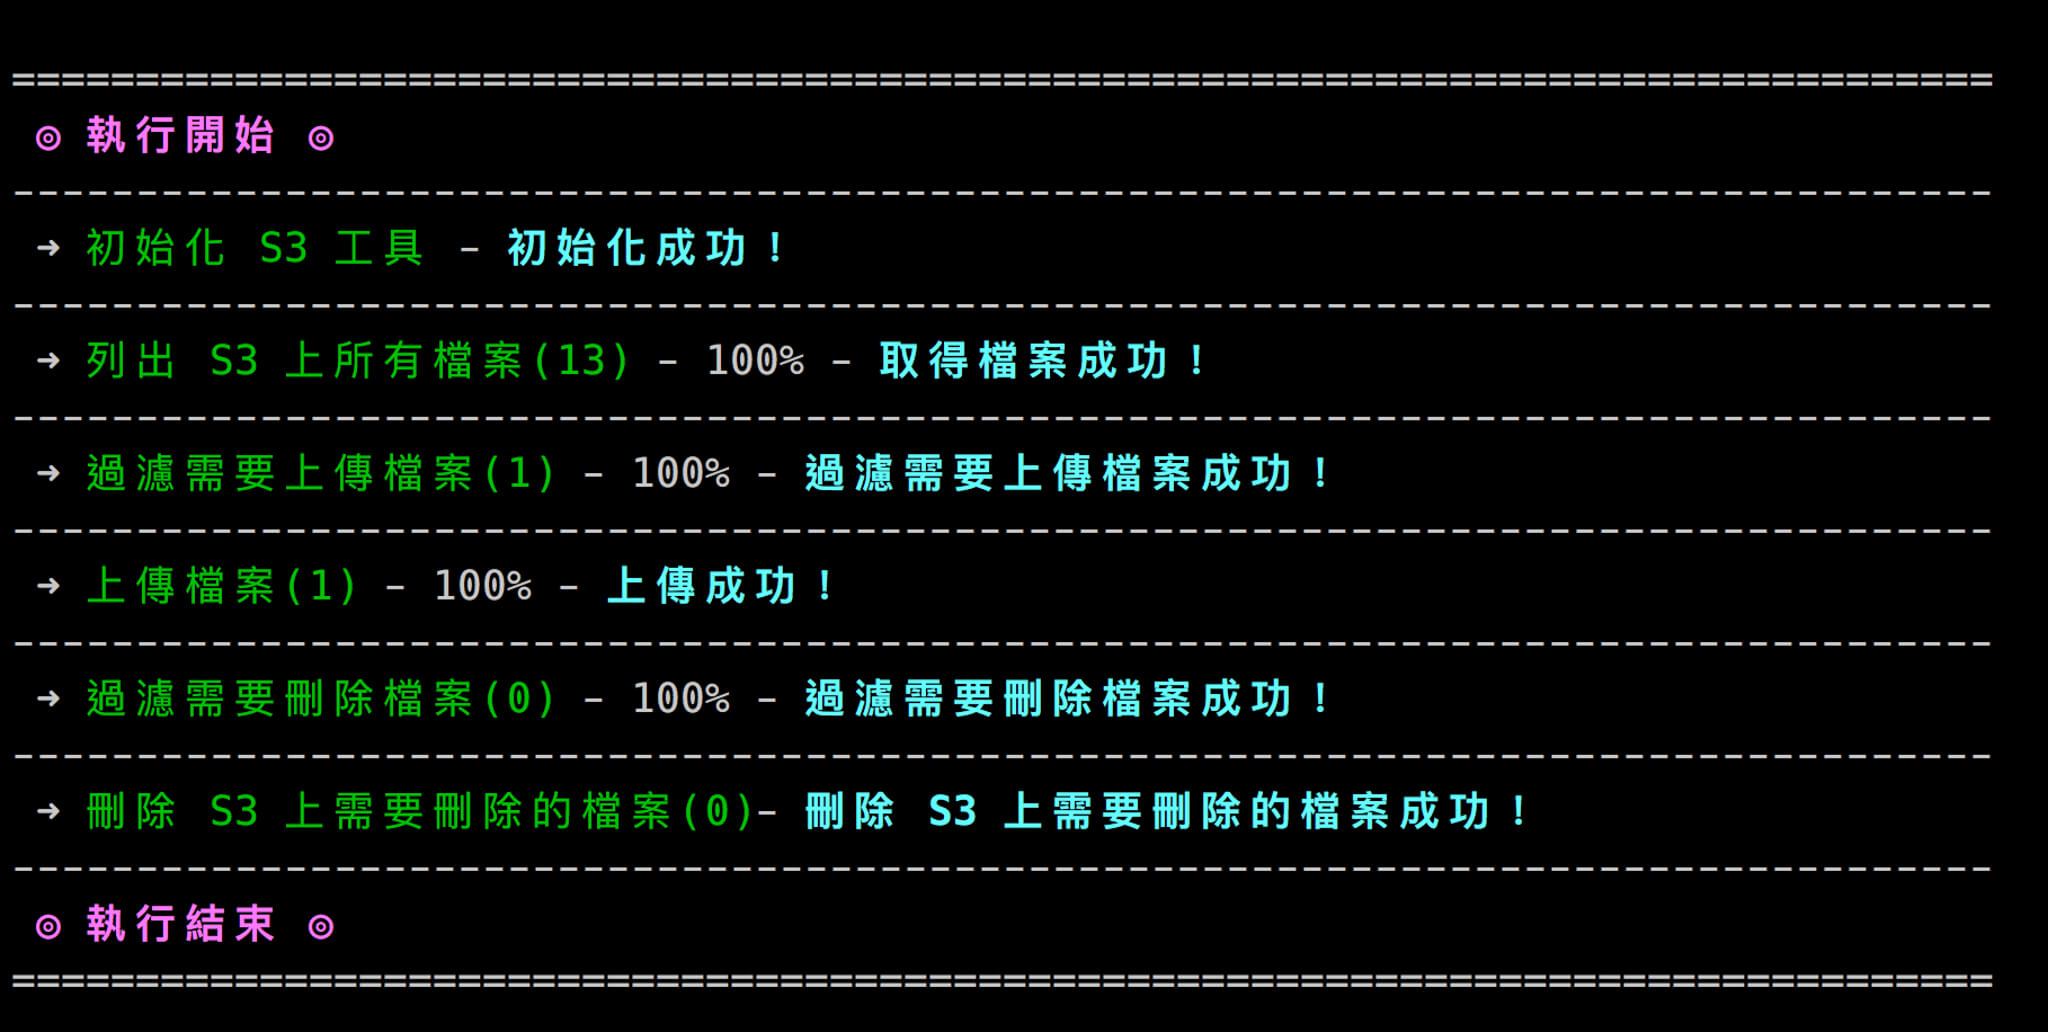 ================================================================================
◎ 執行開始 ◎
--------------------------------------------------------------------------------
➜ 初始化 S3 工具 - 初始化成功！
--------------------------------------------------------------------------------
➜ 列出 S3 上所有檔案(13) - 100% - 取得檔案成功！
--------------------------------------------------------------------------------
➜ 過濾需要上傳檔案(1) - 100% - 過濾需要上傳檔案成功！
--------------------------------------------------------------------------------
➜ 上傳檔案(1) - 100% - 上傳成功！
--------------------------------------------------------------------------------
➜ 過濾需要刪除檔案(0) - 100% - 過濾需要刪除檔案成功！
--------------------------------------------------------------------------------
➜ 刪除 S3 上需要刪除的檔案(0)- 刪除 S3 上需要刪除的檔案成功！
--------------------------------------------------------------------------------
◎ 執行結束 ◎
================================================================================